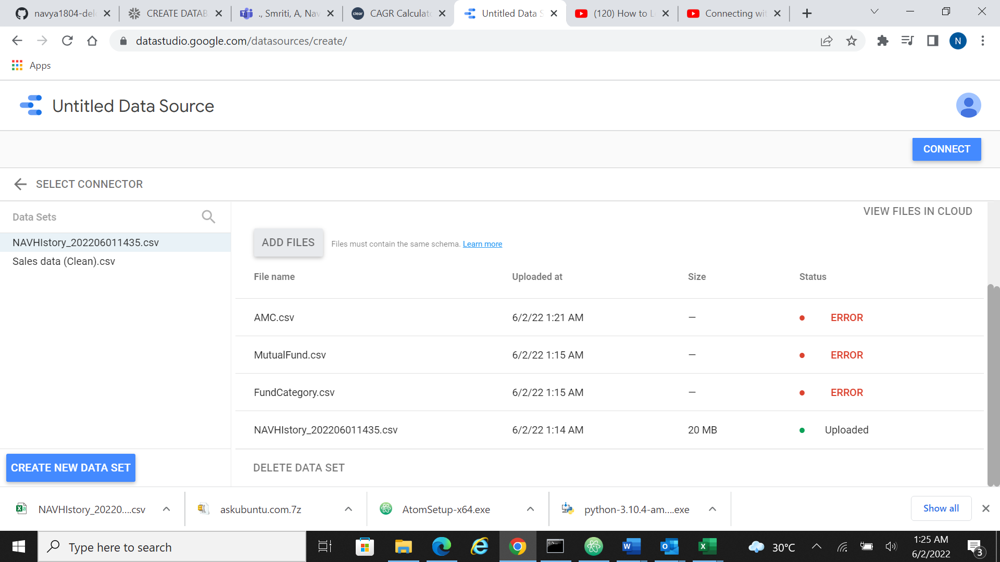 navya1804-del
CREATE DATAB
., Smriti, A, Nav
CAGR Calculato
Untitled Data S
(120) How to L
Connecting wit
datastudio.google.com/datasources/create/
N
Apps
Untitled Data Source
CONNECT
SELECT CONNECTOR
Data Sets
VIEW FILES IN CLOUD
NAVHIstory_202206011435.csv
Sales data (Clean).csv
ADD FILES
Files must contain the same schema. Learn more
File name Uploaded at Size Status
AMC.csv 6/2/22 1:21 AM — ERROR
MutualFund.csv 6/2/22 1:15 AM — ERROR
FundCategory.csv 6/2/22 1:15 AM — ERROR
NAVHIstory_202206011435.csv 6/2/22 1:14 AM 20 MB Uploaded
CREATE NEW DATA SET
DELETE DATA SET
NAVHIstory_20220....csv
askubuntu.com.7z
AtomSetup-x64.exe
python-3.10.4-am....exe
Show all
Type here to search
30°C
1:25 AM
6/2/2022
3